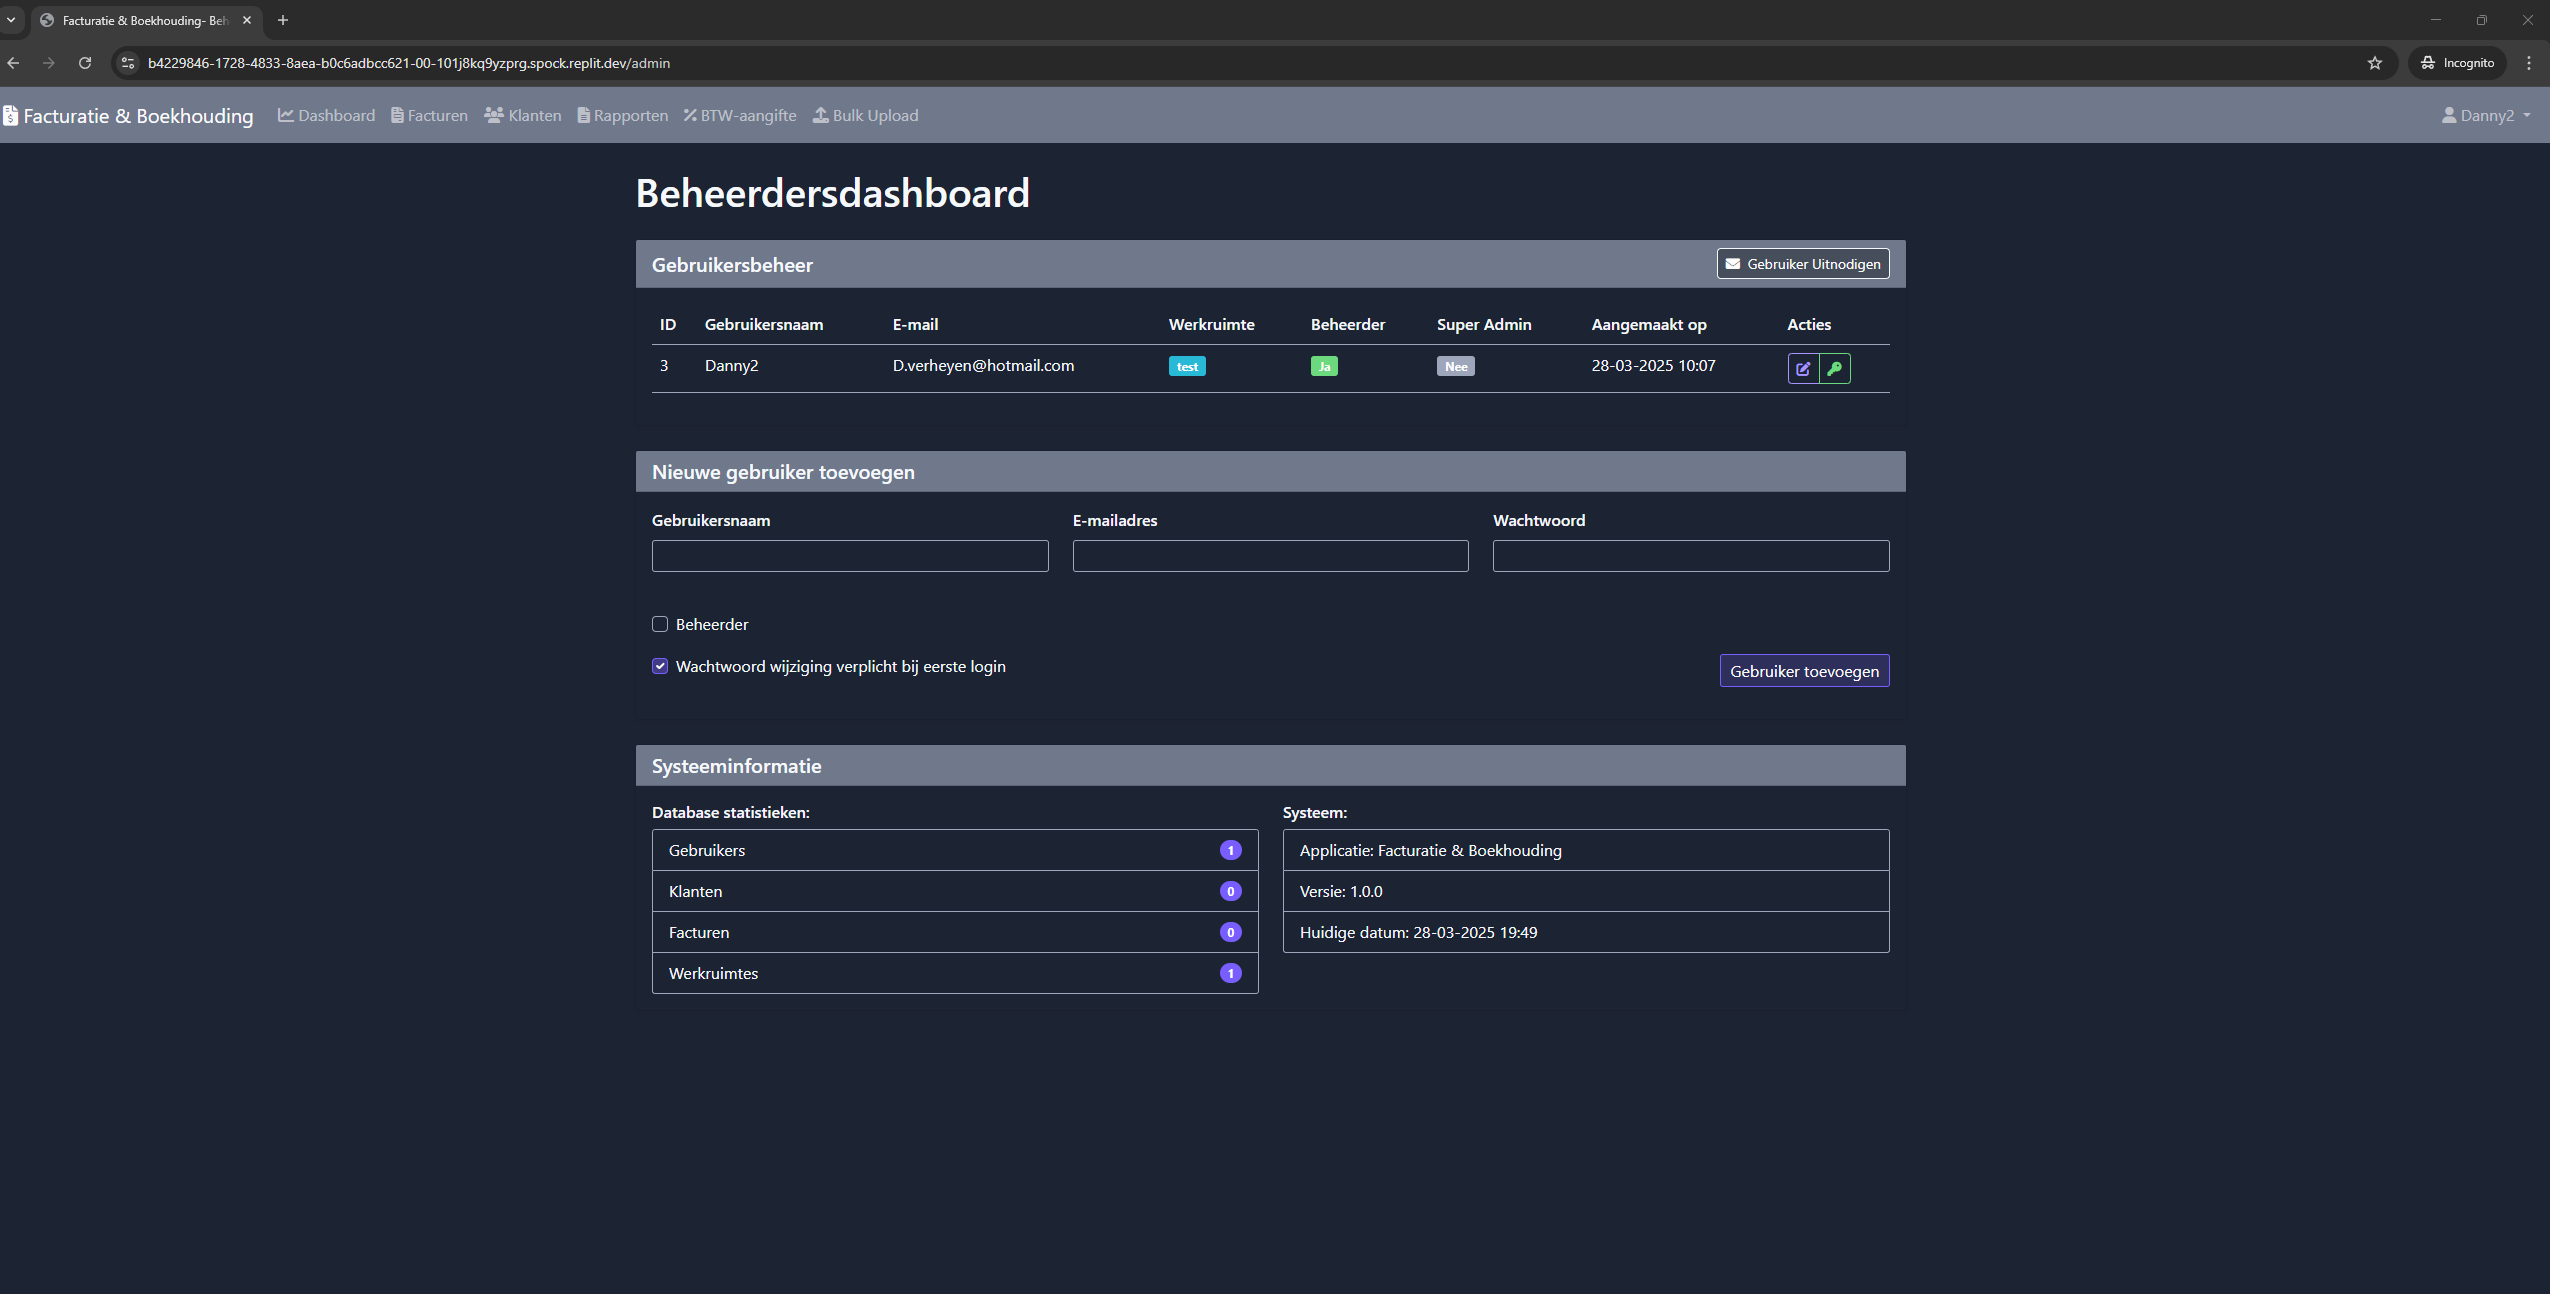 Facturatie & Boekhouding- Beh
b4229846-1728-4833-8aea-b0c6adbcc621-00-101j8kq9yzprg.spock.replit.dev/admin
Incognito
Facturatie & Boekhouding Dashboard Facturen Klanten Rapporten BTW-aangifte Bulk Upload Danny2
Beheerdersdashboard
Gebruikersbeheer Gebruiker Uitnodigen
ID Gebruikersnaam E-mail Werkruimte Beheerder Super Admin Aangemaakt op Acties
3 Danny2 D.verheyen@hotmail.com test Ja Nee 28-03-2025 10:07
Nieuwe gebruiker toevoegen
Gebruikersnaam E-mailadres Wachtwoord
Beheerder
Wachtwoord wijziging verplicht bij eerste login
Gebruiker toevoegen
Systeeminformatie
Database statistieken:
Gebruikers 1
Klanten 0
Facturen 0
Werkruimtes 1
Systeem:
Applicatie: Facturatie & Boekhouding
Versie: 1.0.0
Huidige datum: 28-03-2025 19:49